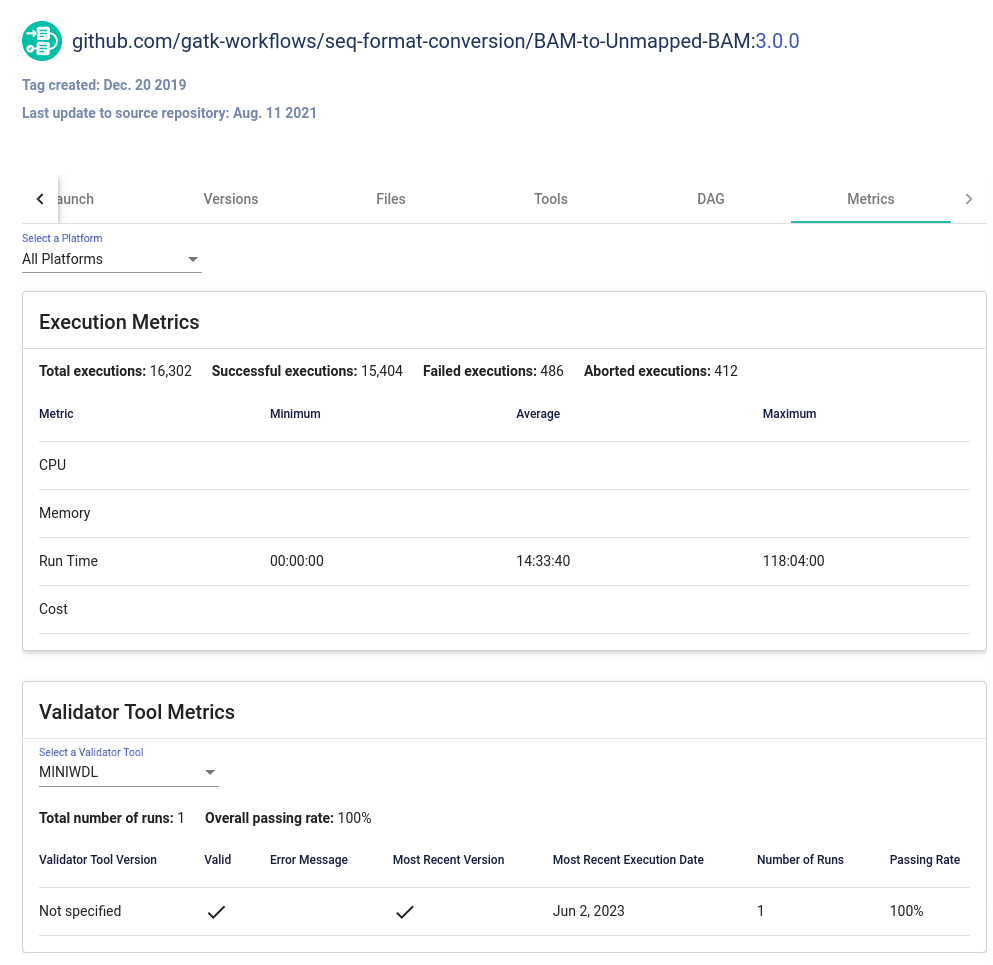 github.com/gatk-workflows/seq-format-conversion/BAM-to-Unmapped-BAM:3.0.0
Tag created: Dec. 20 2019
Last update to source repository: Aug. 11 2021
aunch Versions Files Tools DAG Metrics
Select a Platform
All Platforms
Execution Metrics
Total executions: 16,302 Successful executions: 15,404 Failed executions: 486 Aborted executions: 412
Metric Minimum Average Maximum
CPU
Memory
Run Time 00:00:00 14:33:40 118:04:00
Cost
Validator Tool Metrics
Select a Validator Tool
MINIWDL
Total number of runs: 1 Overall passing rate: 100%
Validator Tool Version Valid Error Message Most Recent Version Most Recent Execution Date Number of Runs Passing Rate
Not specified Jun 2, 2023 1 100%